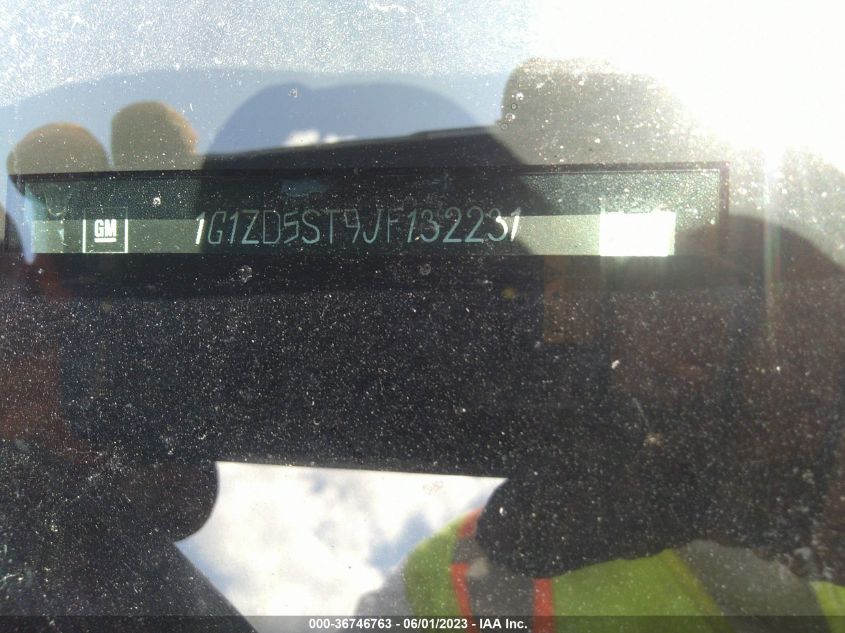 GM 1G1ZD5ST9JF132231
000-36746763 - 06/01/2023 - IAA Inc.